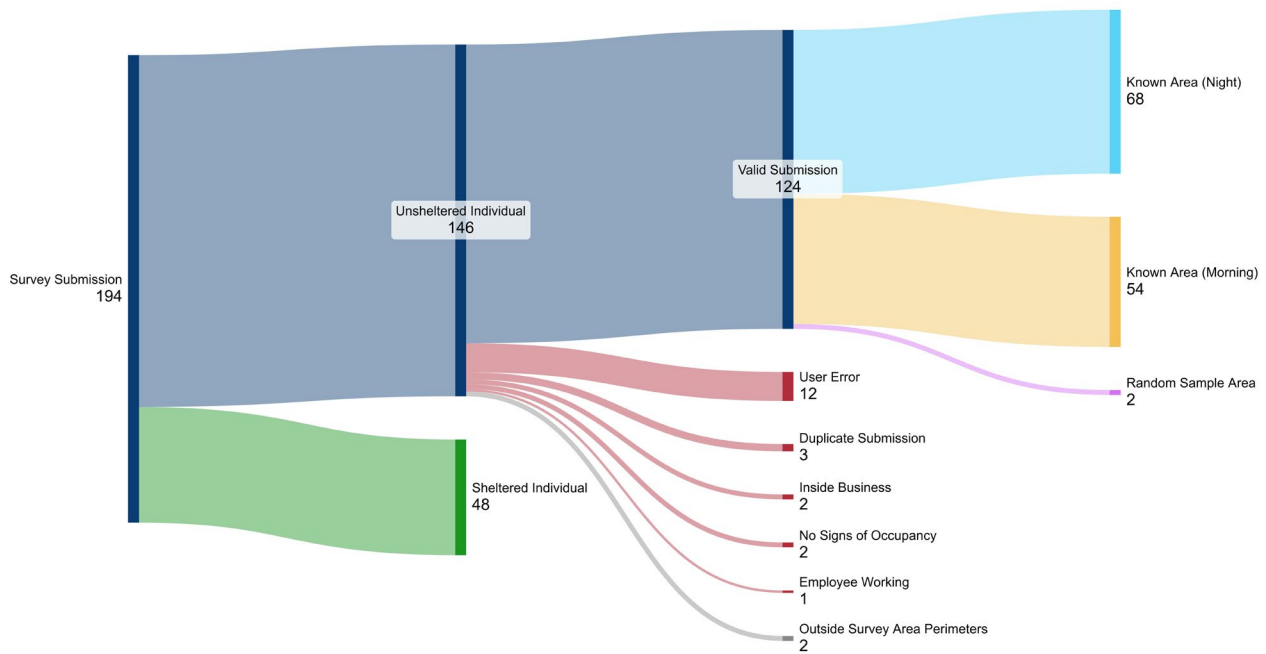 Survey Submission
194
Unsheltered Individual
146
Sheltered Individual
48
Valid Submission
124
User Error
12
Duplicate Submission
3
Inside Business
2
No Signs of Occupancy
2
Employee Working
1
Outside Survey Area Perimeters
2
Known Area (Night)
68
Known Area (Morning)
54
Random Sample Area
2